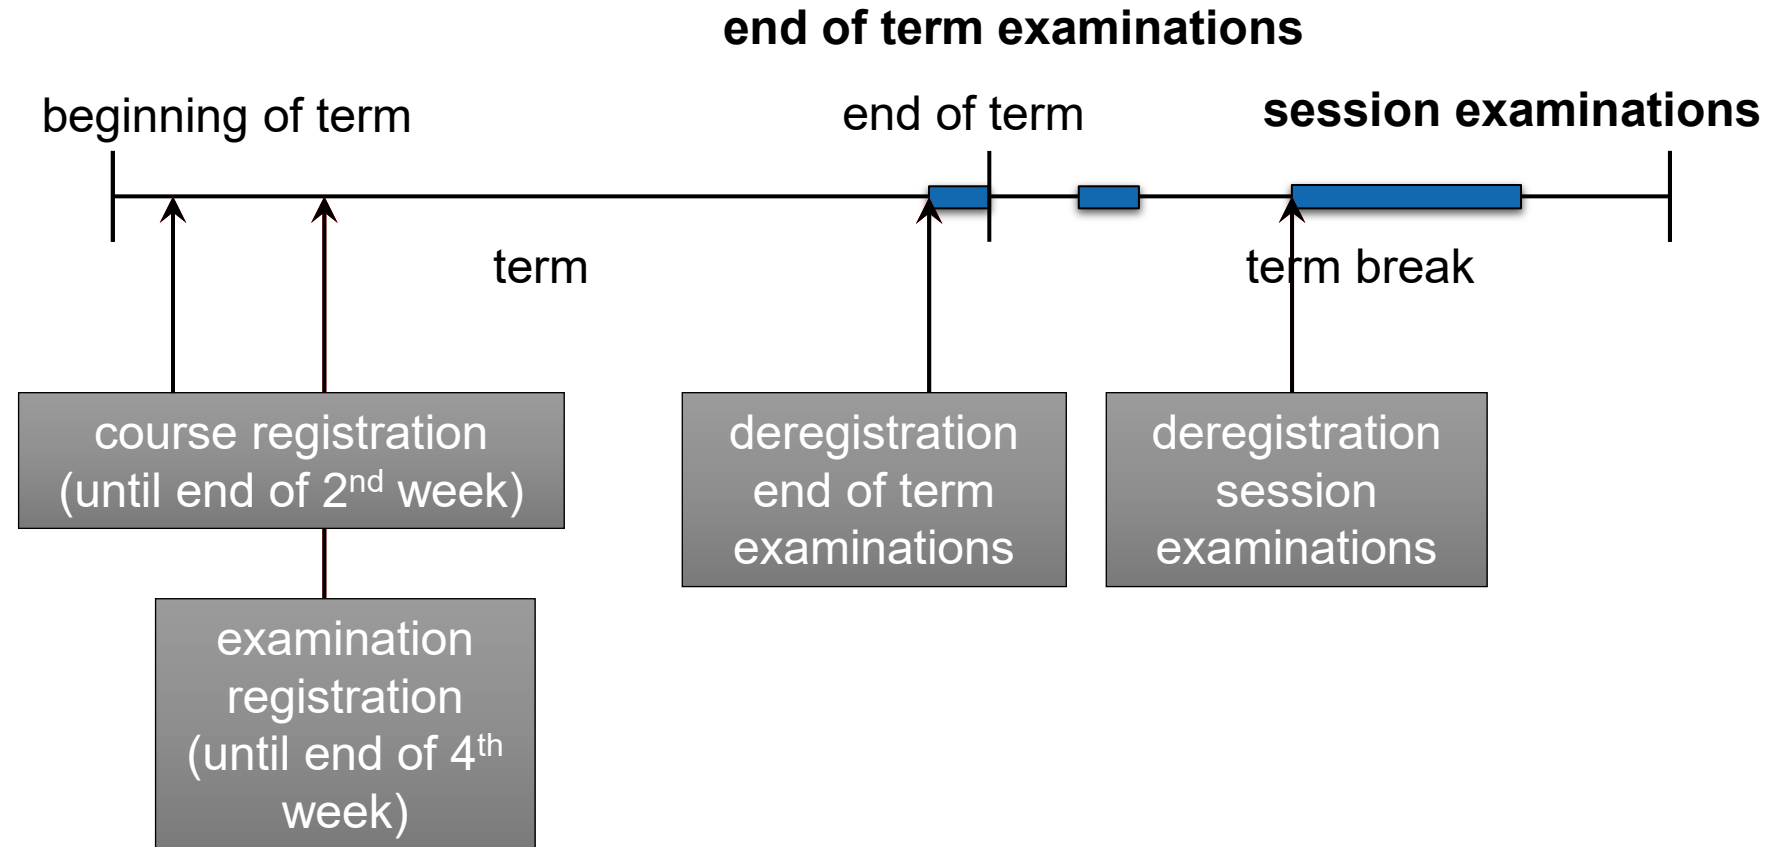 end of term examinations
beginning of term
end of term
session examinations
term
term break
course registration
(until end of 2nd week)
deregistration
end of term
examinations
deregistration
session
examinations
examination
registration
(until end of 4th
week)